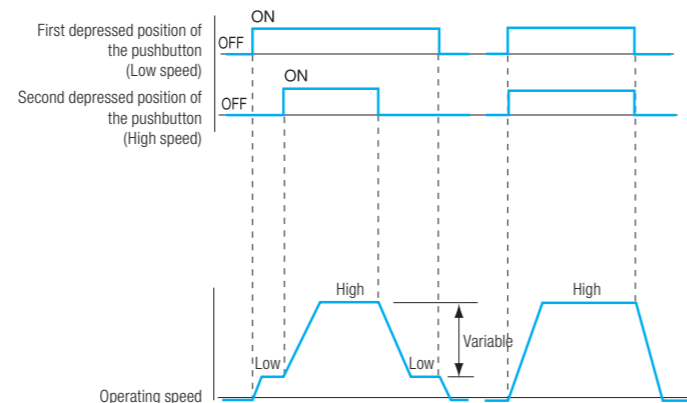 ON
First depressed position of
the pushbutton
(Low speed)
OFF
ON
Second depressed position of
the pushbutton
(High speed)
OFF
High
High
Variable
Low
Low
Operating speed